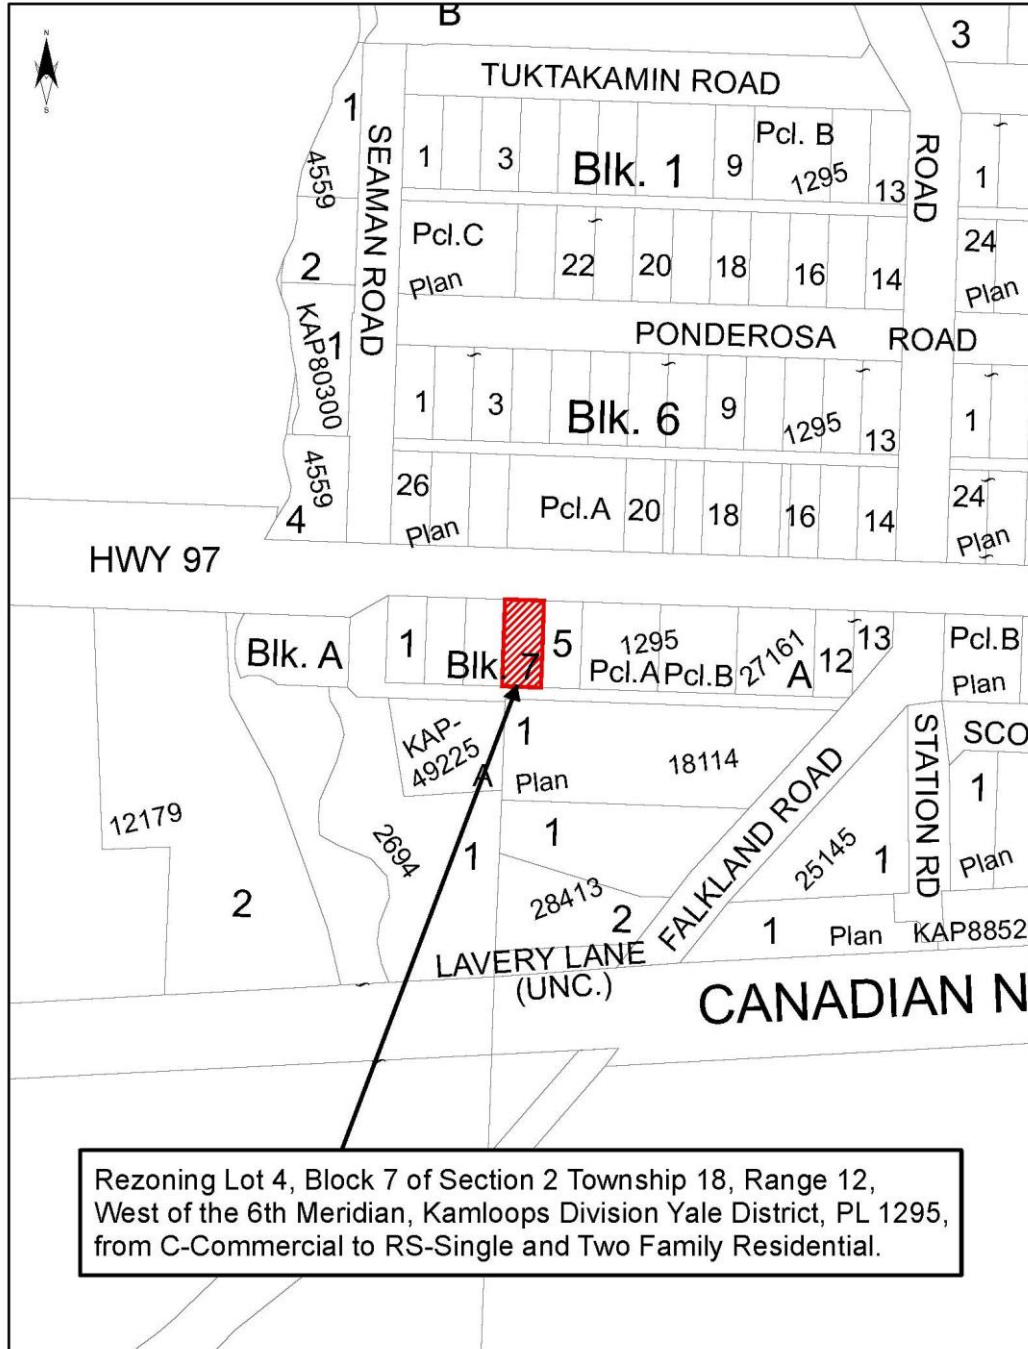 B
3
N
S
TUKTAKAMIN ROAD
1
4559
SEAMAN ROAD
1
3
Blk. 1
9
Pcl. B
1295
13
ROAD
1
2
Pcl.C
Plan
22
20
18
16
14
24
Plan
PONDEROSA ROAD
KAP80300
1
1
3
Blk. 6
9
1295
13
1
4559
4
26
Plan
Pcl.A
20
18
16
14
24
Plan
HWY 97
Blk. A
1
Blk. 7
5
1295
Pcl.A
Pcl.B
27161
A
12
13
Pcl.B
Plan
KAP-
49225
A
1
Plan
18114
FALKLAND ROAD
STATION RD
SCO
1
Plan
12179
2
2694
1
1
28413
2
25145
1
1
Plan
KAP8852
LAVERY LANE
(UNC.)
CANADIAN N
Rezoning Lot 4, Block 7 of Section 2 Township 18, Range 12,
West of the 6th Meridian, Kamloops Division Yale District, PL 1295,
from C-Commercial to RS-Single and Two Family Residential.